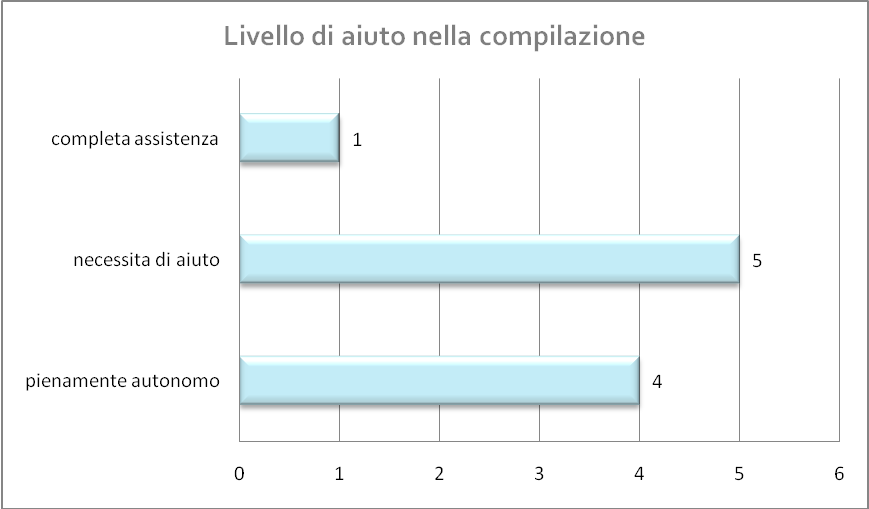 Livello di aiuto nella compilazione
completa assistenza 1
necessita di aiuto 5
pienamente autonomo 4
0 1 2 3 4 5 6